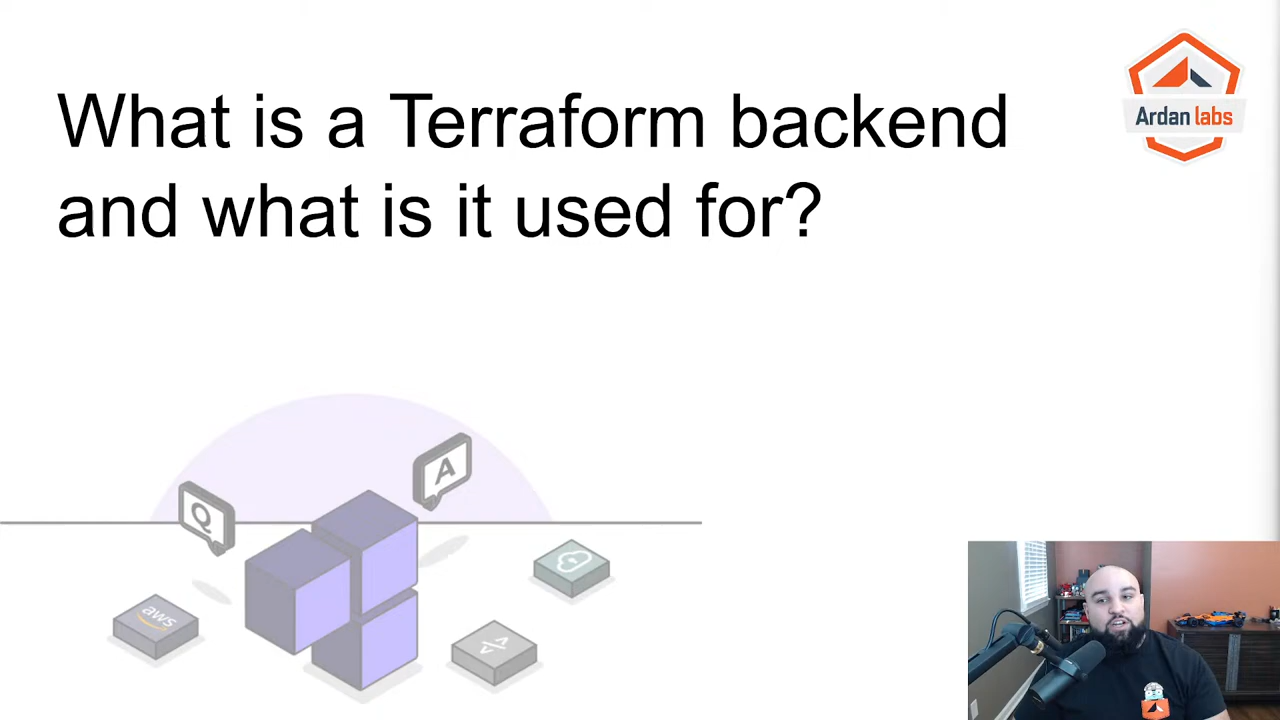 What is a Terraform backend
and what is it used for?
Ardan labs
A
Q
aws